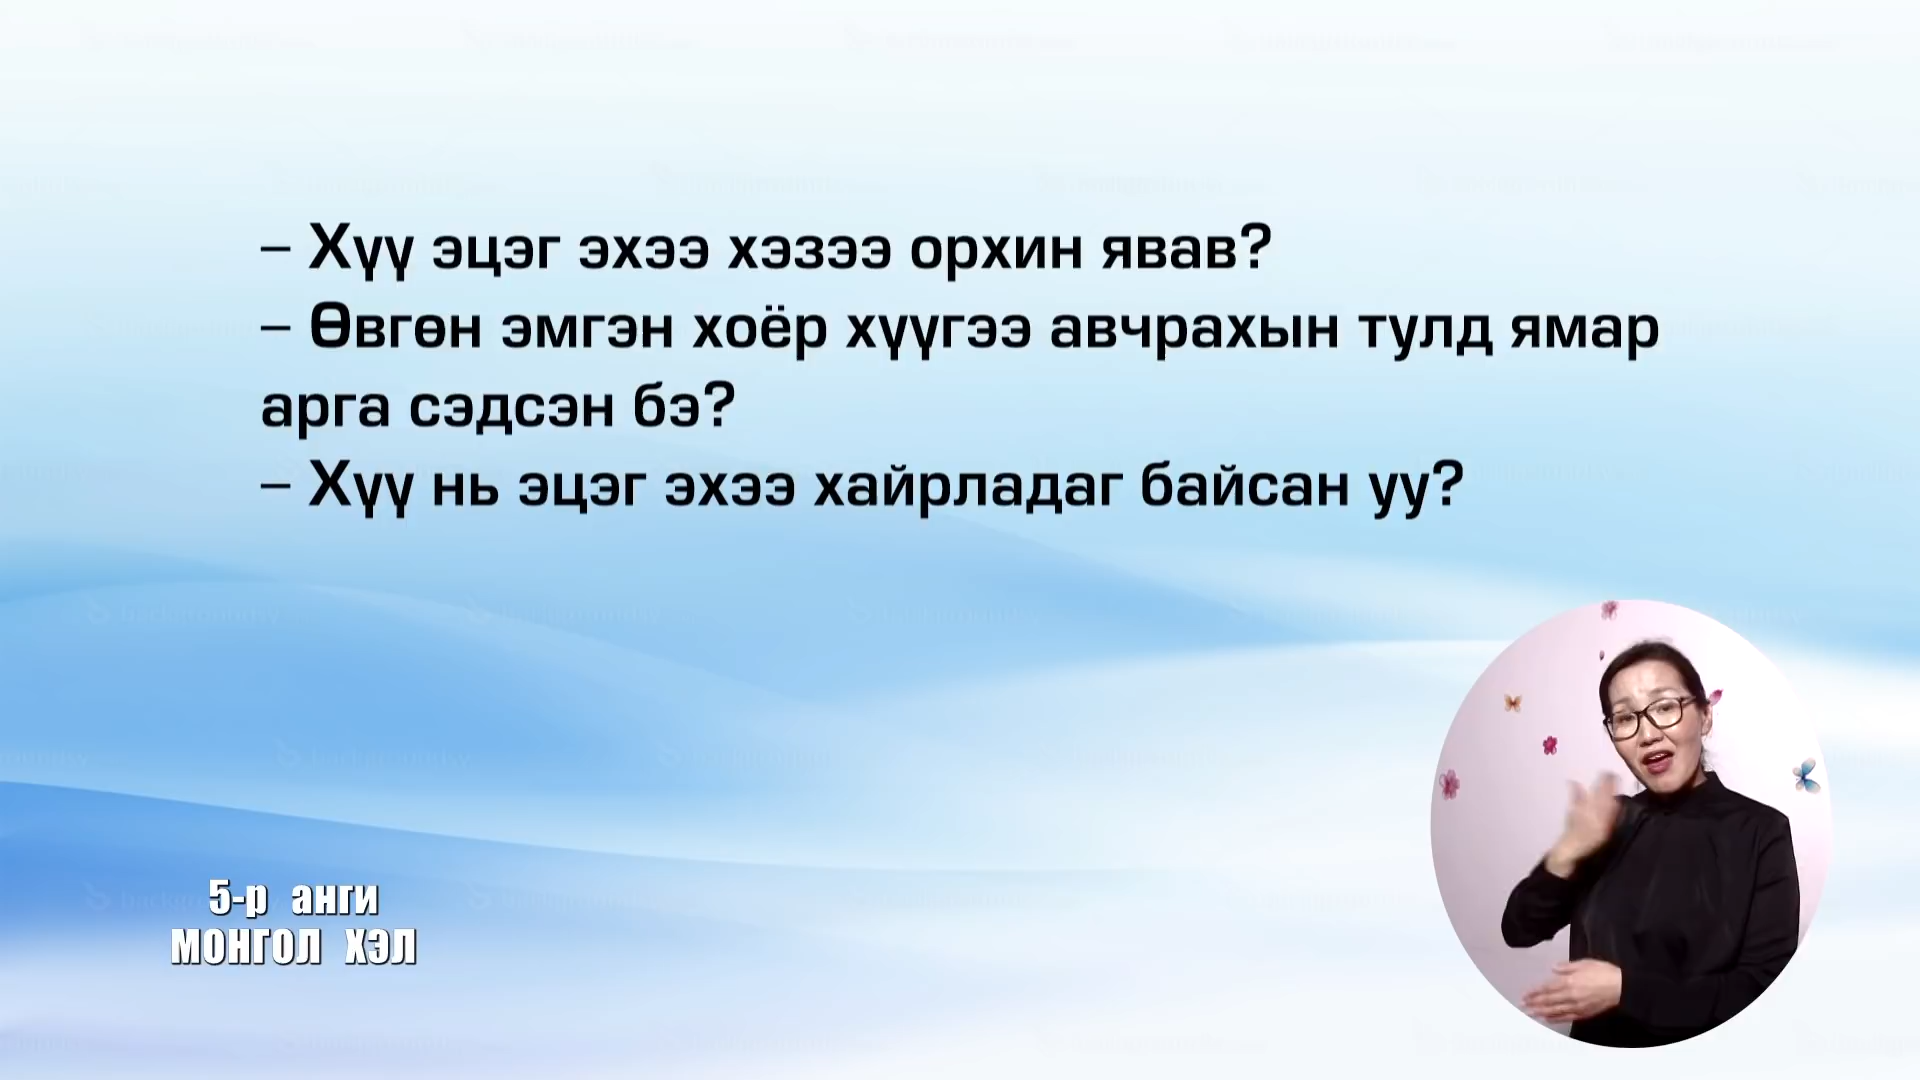 – Хүү эцэг эхээ хэзээ орхин явав?
– Өвгөн эмгэн хоёр хүүгээ авчрахын тулд ямар
арга сэдсэн бэ?
– Хүү нь эцэг эхээ хайрладаг байсан уу?
5-р анги
МОНГОЛ ХЭЛ